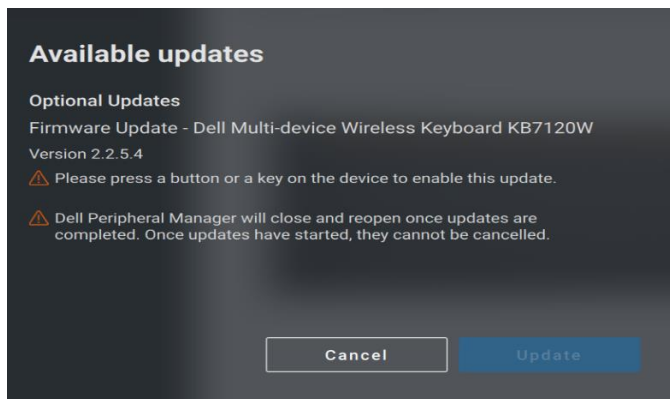 Available updates
Optional Updates
Firmware Update - Dell Multi-device Wireless Keyboard KB7120W
Version 2.2.5.4
Please press a button or a key on the device to enable this update.
Dell Peripheral Manager will close and reopen once updates are
completed. Once updates have started, they cannot be cancelled.
Cancel
Update